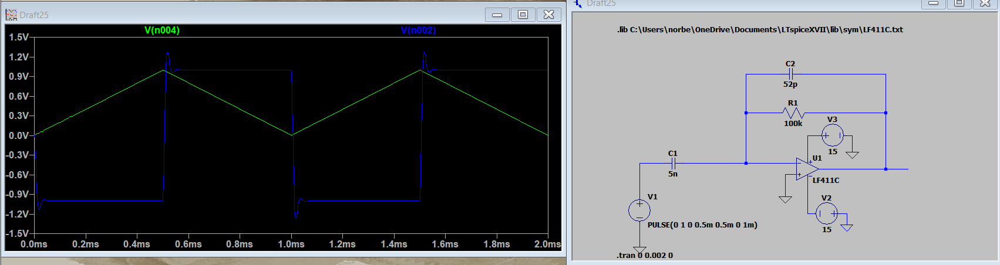 Draft25
V(n004)
V(n002)
1.5V
1.2V
0.9V
0.6V
0.3V
0.0V
-0.3V
-0.6V
-0.9V
-1.2V
-1.5V
0.0ms 0.2ms 0.4ms 0.6ms 0.8ms 1.0ms 1.2ms 1.4ms 1.6ms 1.8ms 2.0ms
Draft25
.lib C:\Users\norbe\OneDrive\Documents\LTspiceXVII\lib\sym\LF411C.txt
C2
52p
R1
100k
V3
15
C1
5n
U1
LF411C
V1
PULSE(0 1 0 0.5m 0.5m 0 1m)
V2
15
.tran 0 0.002 0